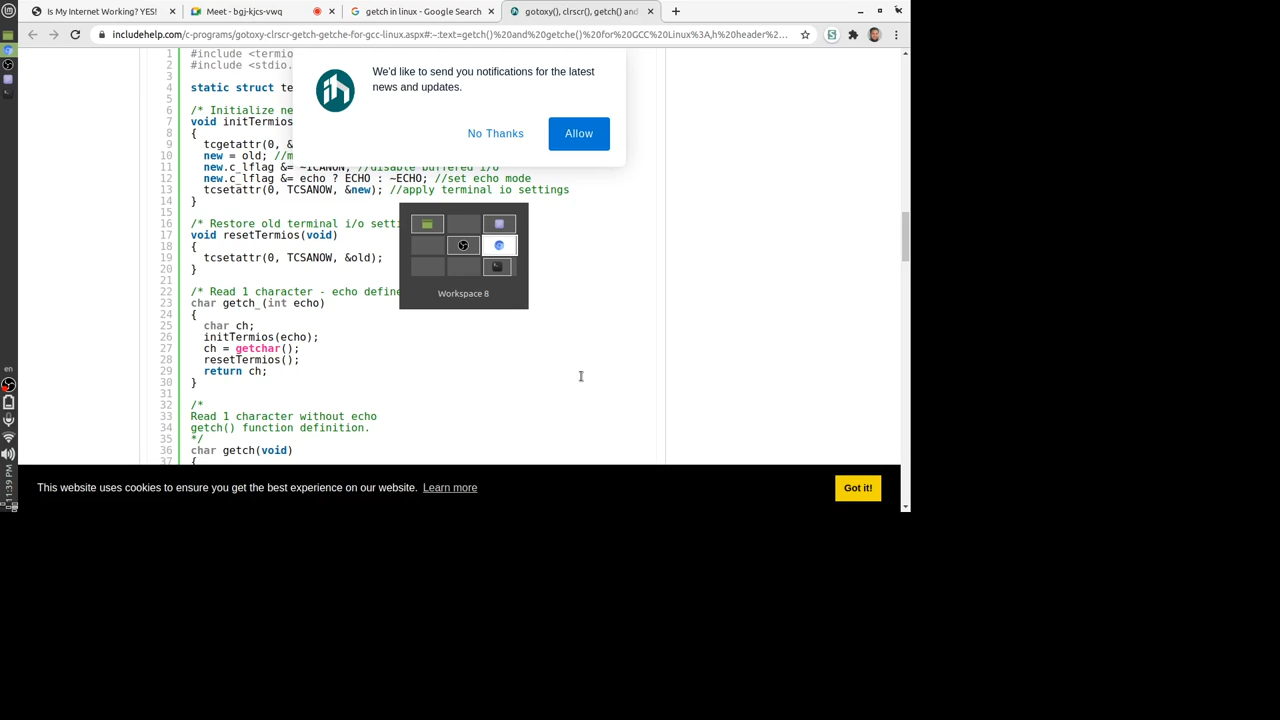 Is My Internet Working? YES!
Meet - bgj-kjcs-vwq
getch in linux - Google Search
gotoxy(), clrscr(), getch() and
includehelp.com/c-programs/gotoxy-clrscr-getch-getche-for-gcc-linux.aspx#:~:text=getch()%20and%20getche()%20for%20GCC%20Linux%3A,h%20header%2...
1 #include <termio
2 #include <stdio.
3
4 static struct te
5
6 /* Initialize ne
7 void initTermios
8 {
9 tcgetattr(0, &
10 new = old; //m
11 new.c_lflag &= ~ICANON; //disable buffered i/o
12 new.c_lflag &= echo ? ECHO : ~ECHO; //set echo mode
13 tcsetattr(0, TCSANOW, &new); //apply terminal io settings
14 }
15
16 /* Restore old terminal i/o setti
17 void resetTermios(void)
18 {
19 tcsetattr(0, TCSANOW, &old);
20 }
21
22 /* Read 1 character - echo define
23 char getch_(int echo)
24 {
25 char ch;
26 initTermios(echo);
27 ch = getchar();
28 resetTermios();
29 return ch;
30 }
31
32 /*
33 Read 1 character without echo
34 getch() function definition.
35 */
36 char getch(void)
37 {
We'd like to send you notifications for the latest
news and updates.
No Thanks
Allow
Workspace 8
en
11:39 PM
This website uses cookies to ensure you get the best experience on our website. Learn more
Got it!